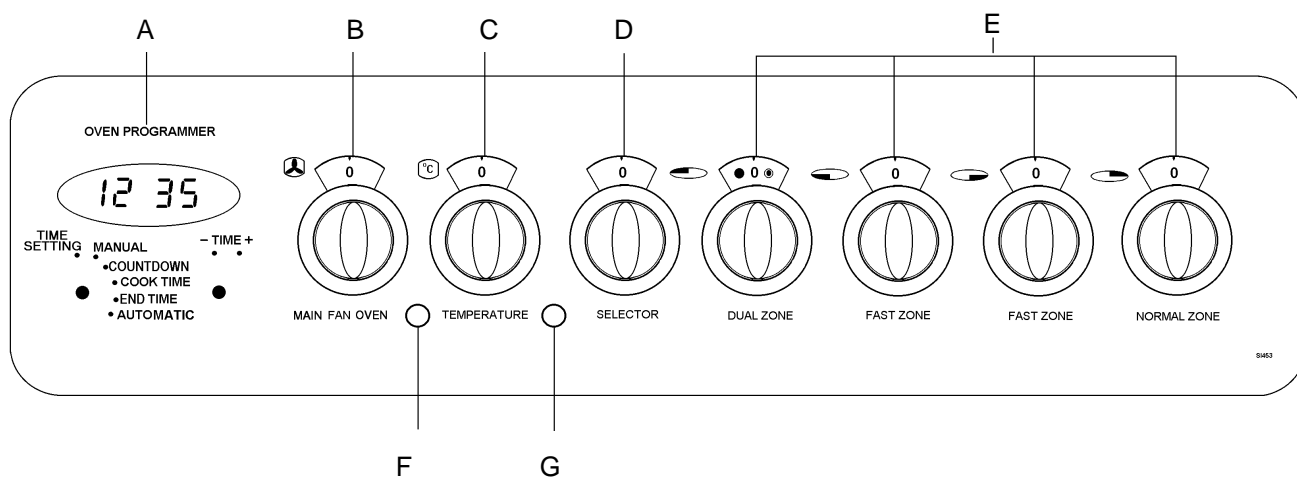 A B C D E
OVEN PROGRAMMER
°C
0 0 0 0 0 0 0
12 35
TIME
SETTING
MANUAL
- TIME +
COUNTDOWN
COOK TIME
END TIME
AUTOMATIC
MAIN FAN OVEN TEMPERATURE SELECTOR DUAL ZONE FAST ZONE FAST ZONE NORMAL ZONE
SI453
F G